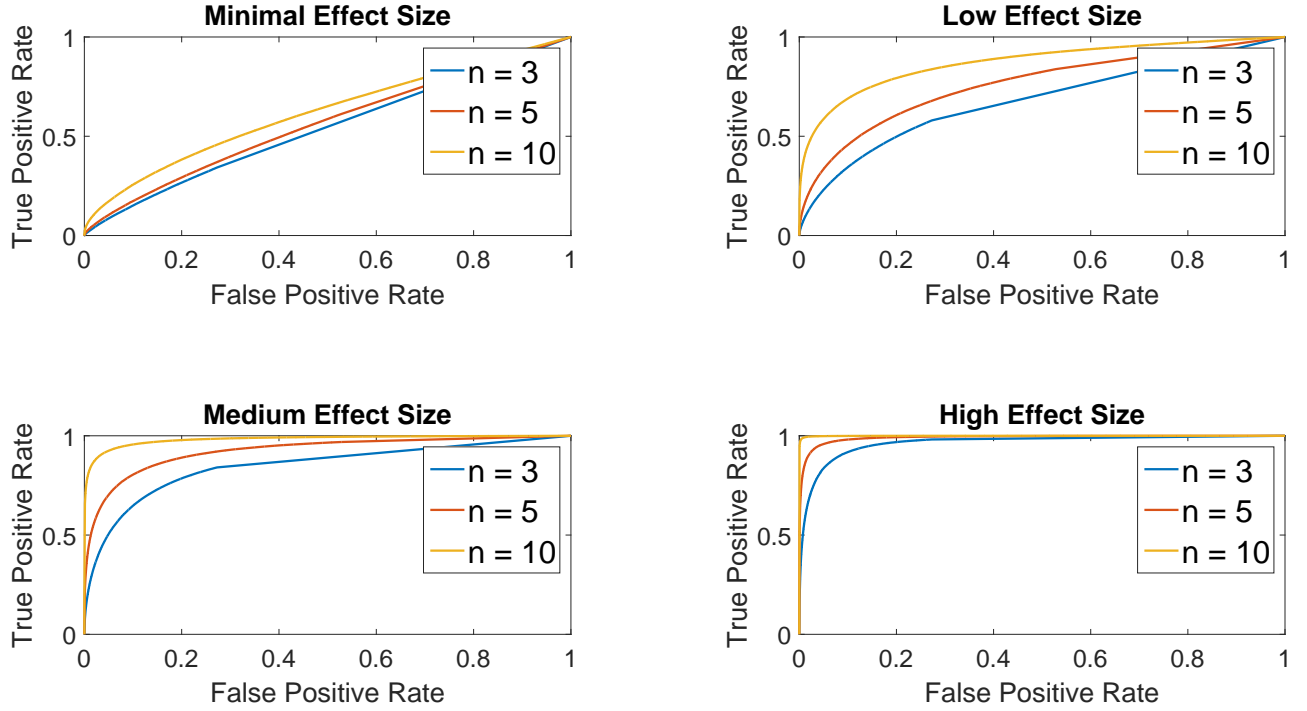 Minimal Effect Size
True Positive Rate
1
0.5
0
n = 3
n = 5
n = 10
0 0.2 0.4 0.6 0.8 1
False Positive Rate
Low Effect Size
True Positive Rate
1
0.5
0
n = 3
n = 5
n = 10
0 0.2 0.4 0.6 0.8 1
False Positive Rate
Medium Effect Size
True Positive Rate
1
0.5
0
n = 3
n = 5
n = 10
0 0.2 0.4 0.6 0.8 1
False Positive Rate
High Effect Size
True Positive Rate
1
0.5
0
n = 3
n = 5
n = 10
0 0.2 0.4 0.6 0.8 1
False Positive Rate